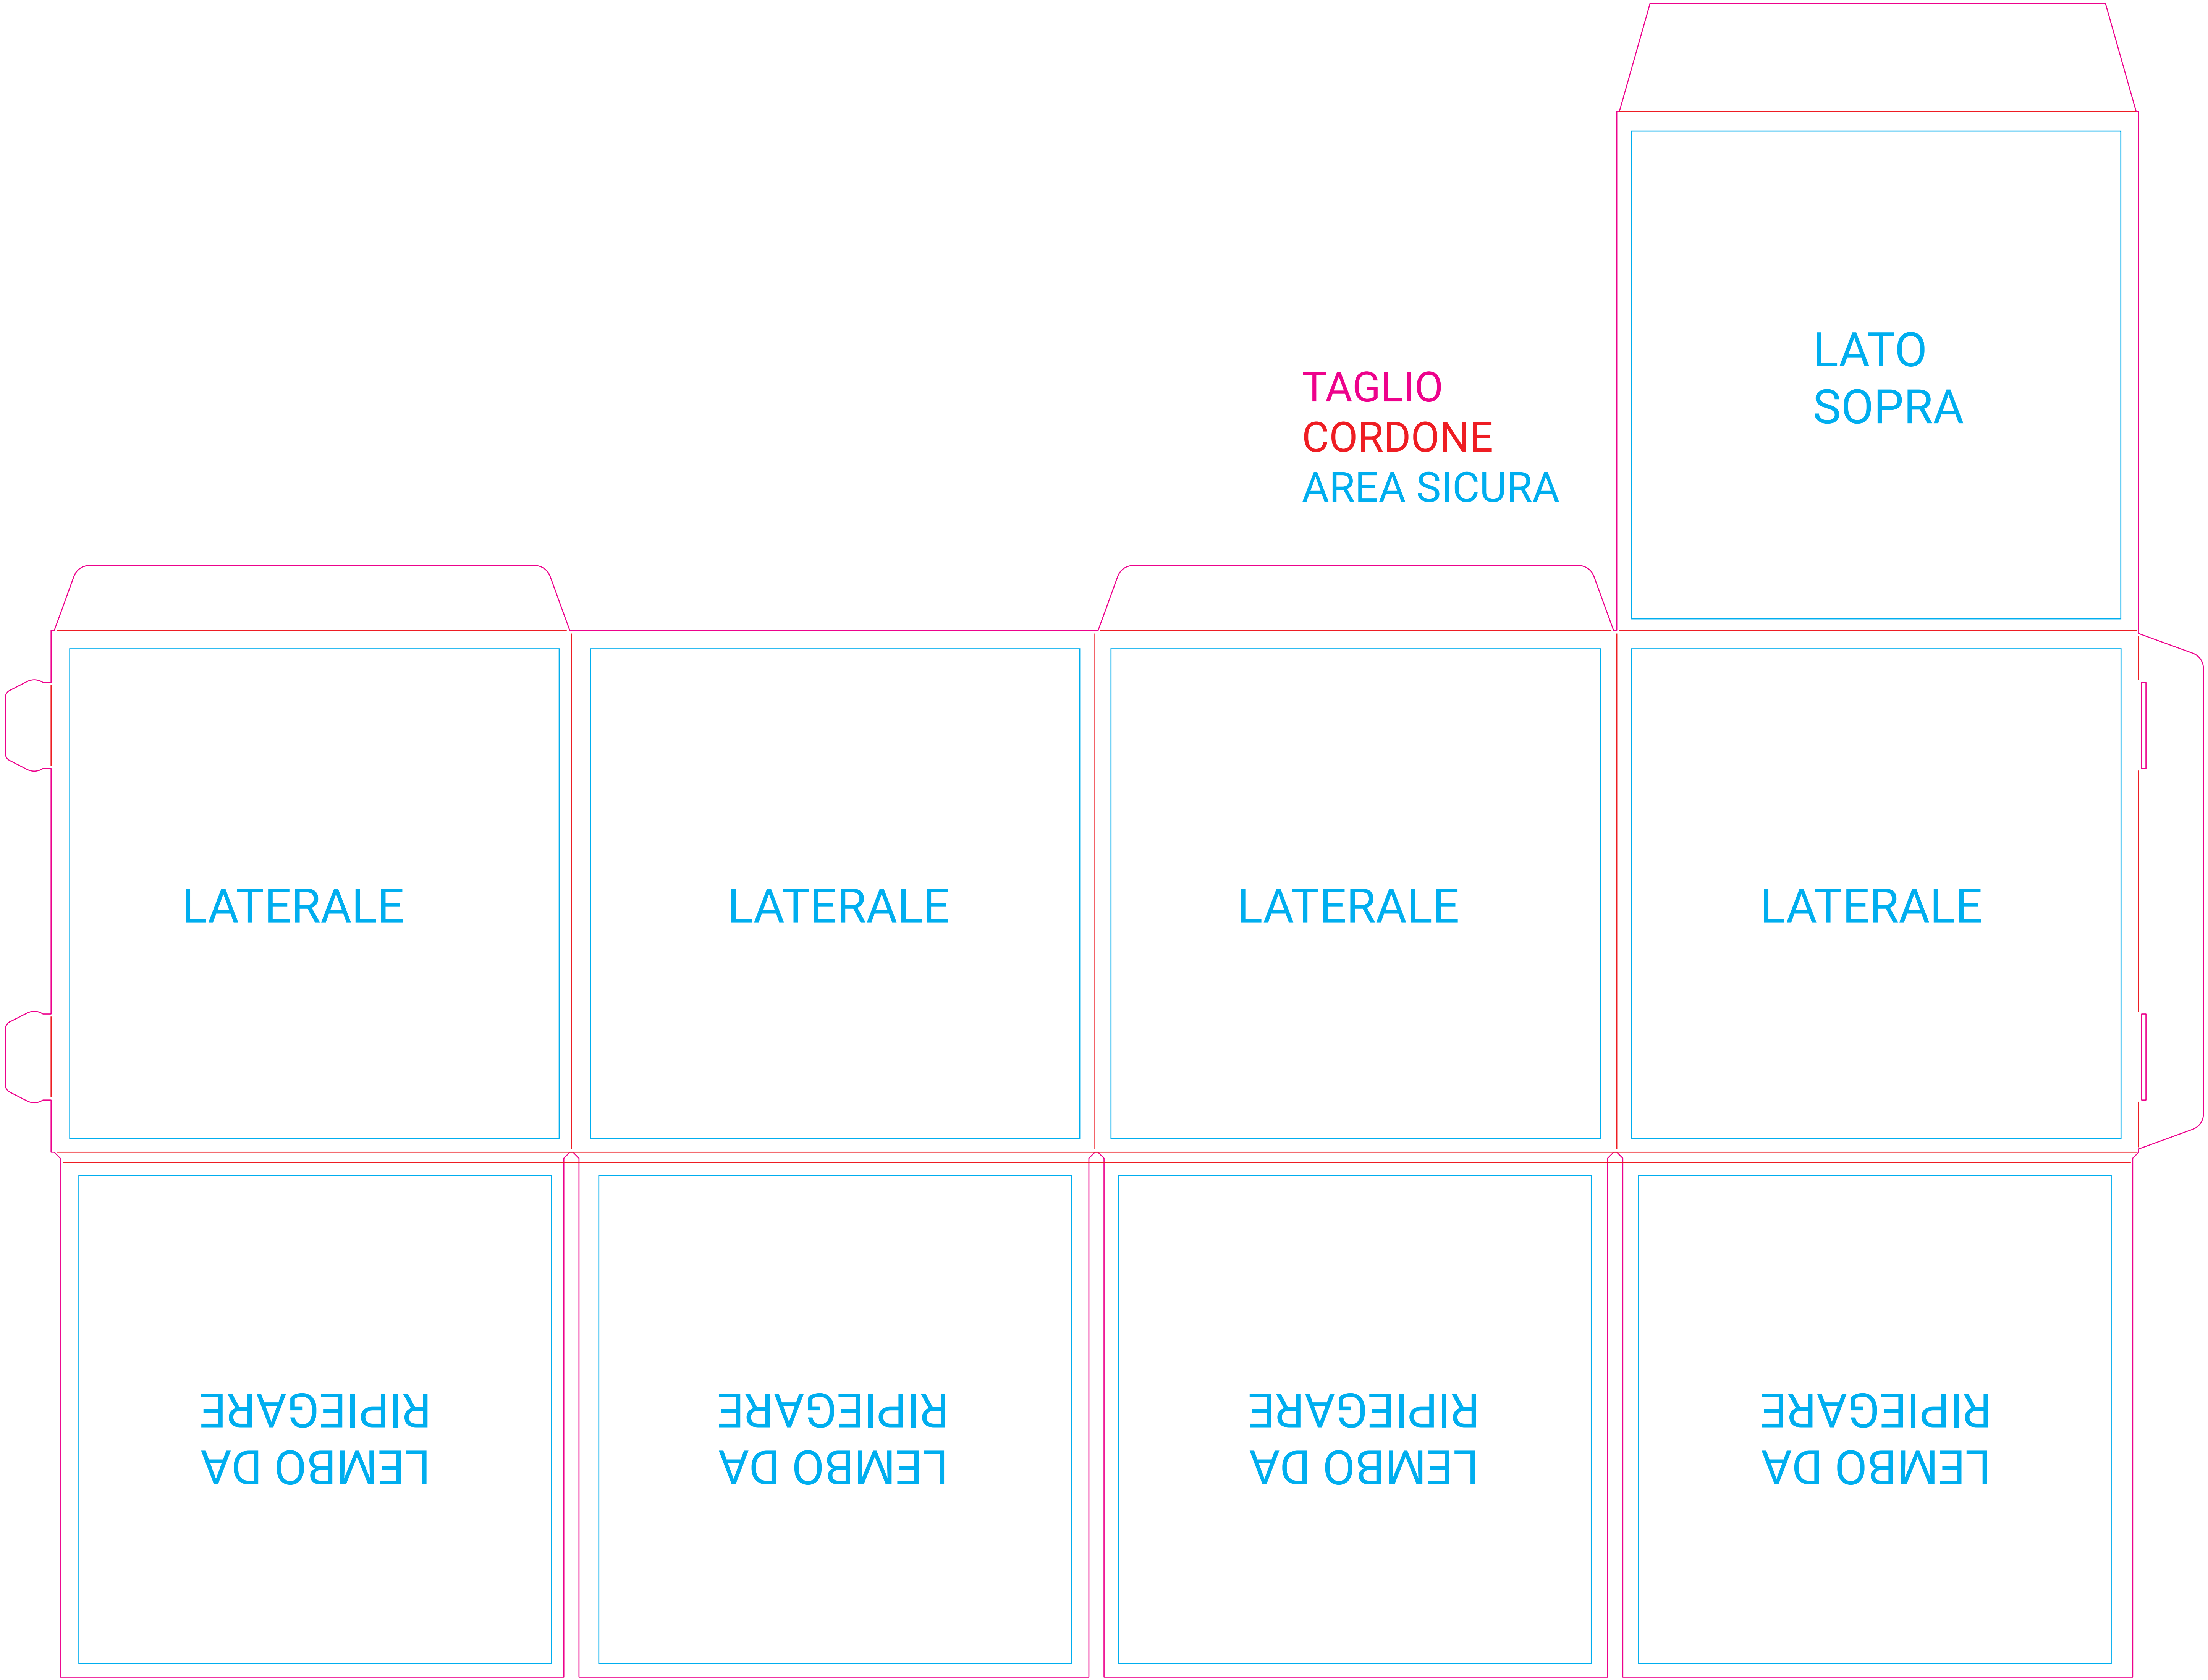 LATO
SOPRA
TAGLIO
CORDONE
AREA SICURA
LATERALE
LATERALE
LATERALE
LATERALE
LEMBO DA
RIPIEGARE
LEMBO DA
RIPIEGARE
LEMBO DA
RIPIEGARE
LEMBO DA
RIPIEGARE